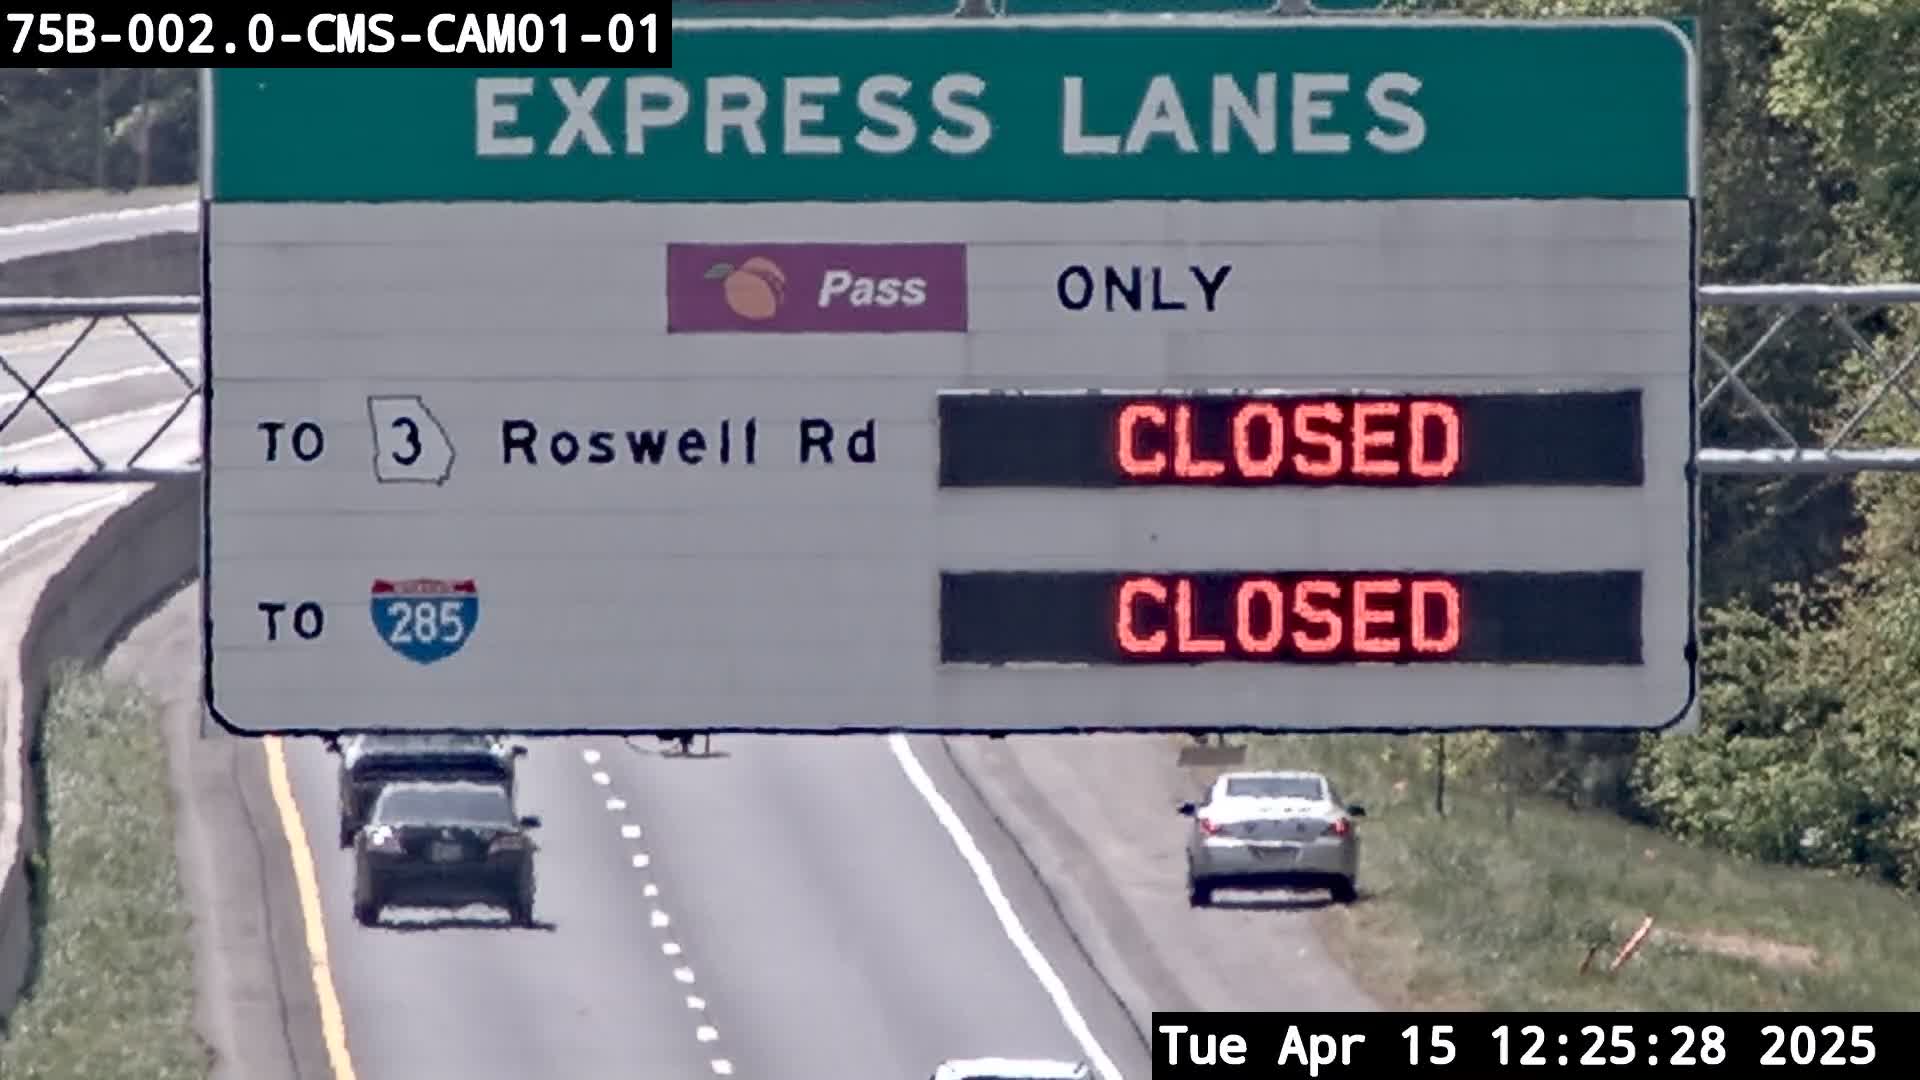 75B-002.0-CMS-CAM01-01
EXPRESS LANES
Pass ONLY
TO 3 Roswell Rd CLOSED
TO 285 CLOSED
Tue Apr 15 12:25:28 2025